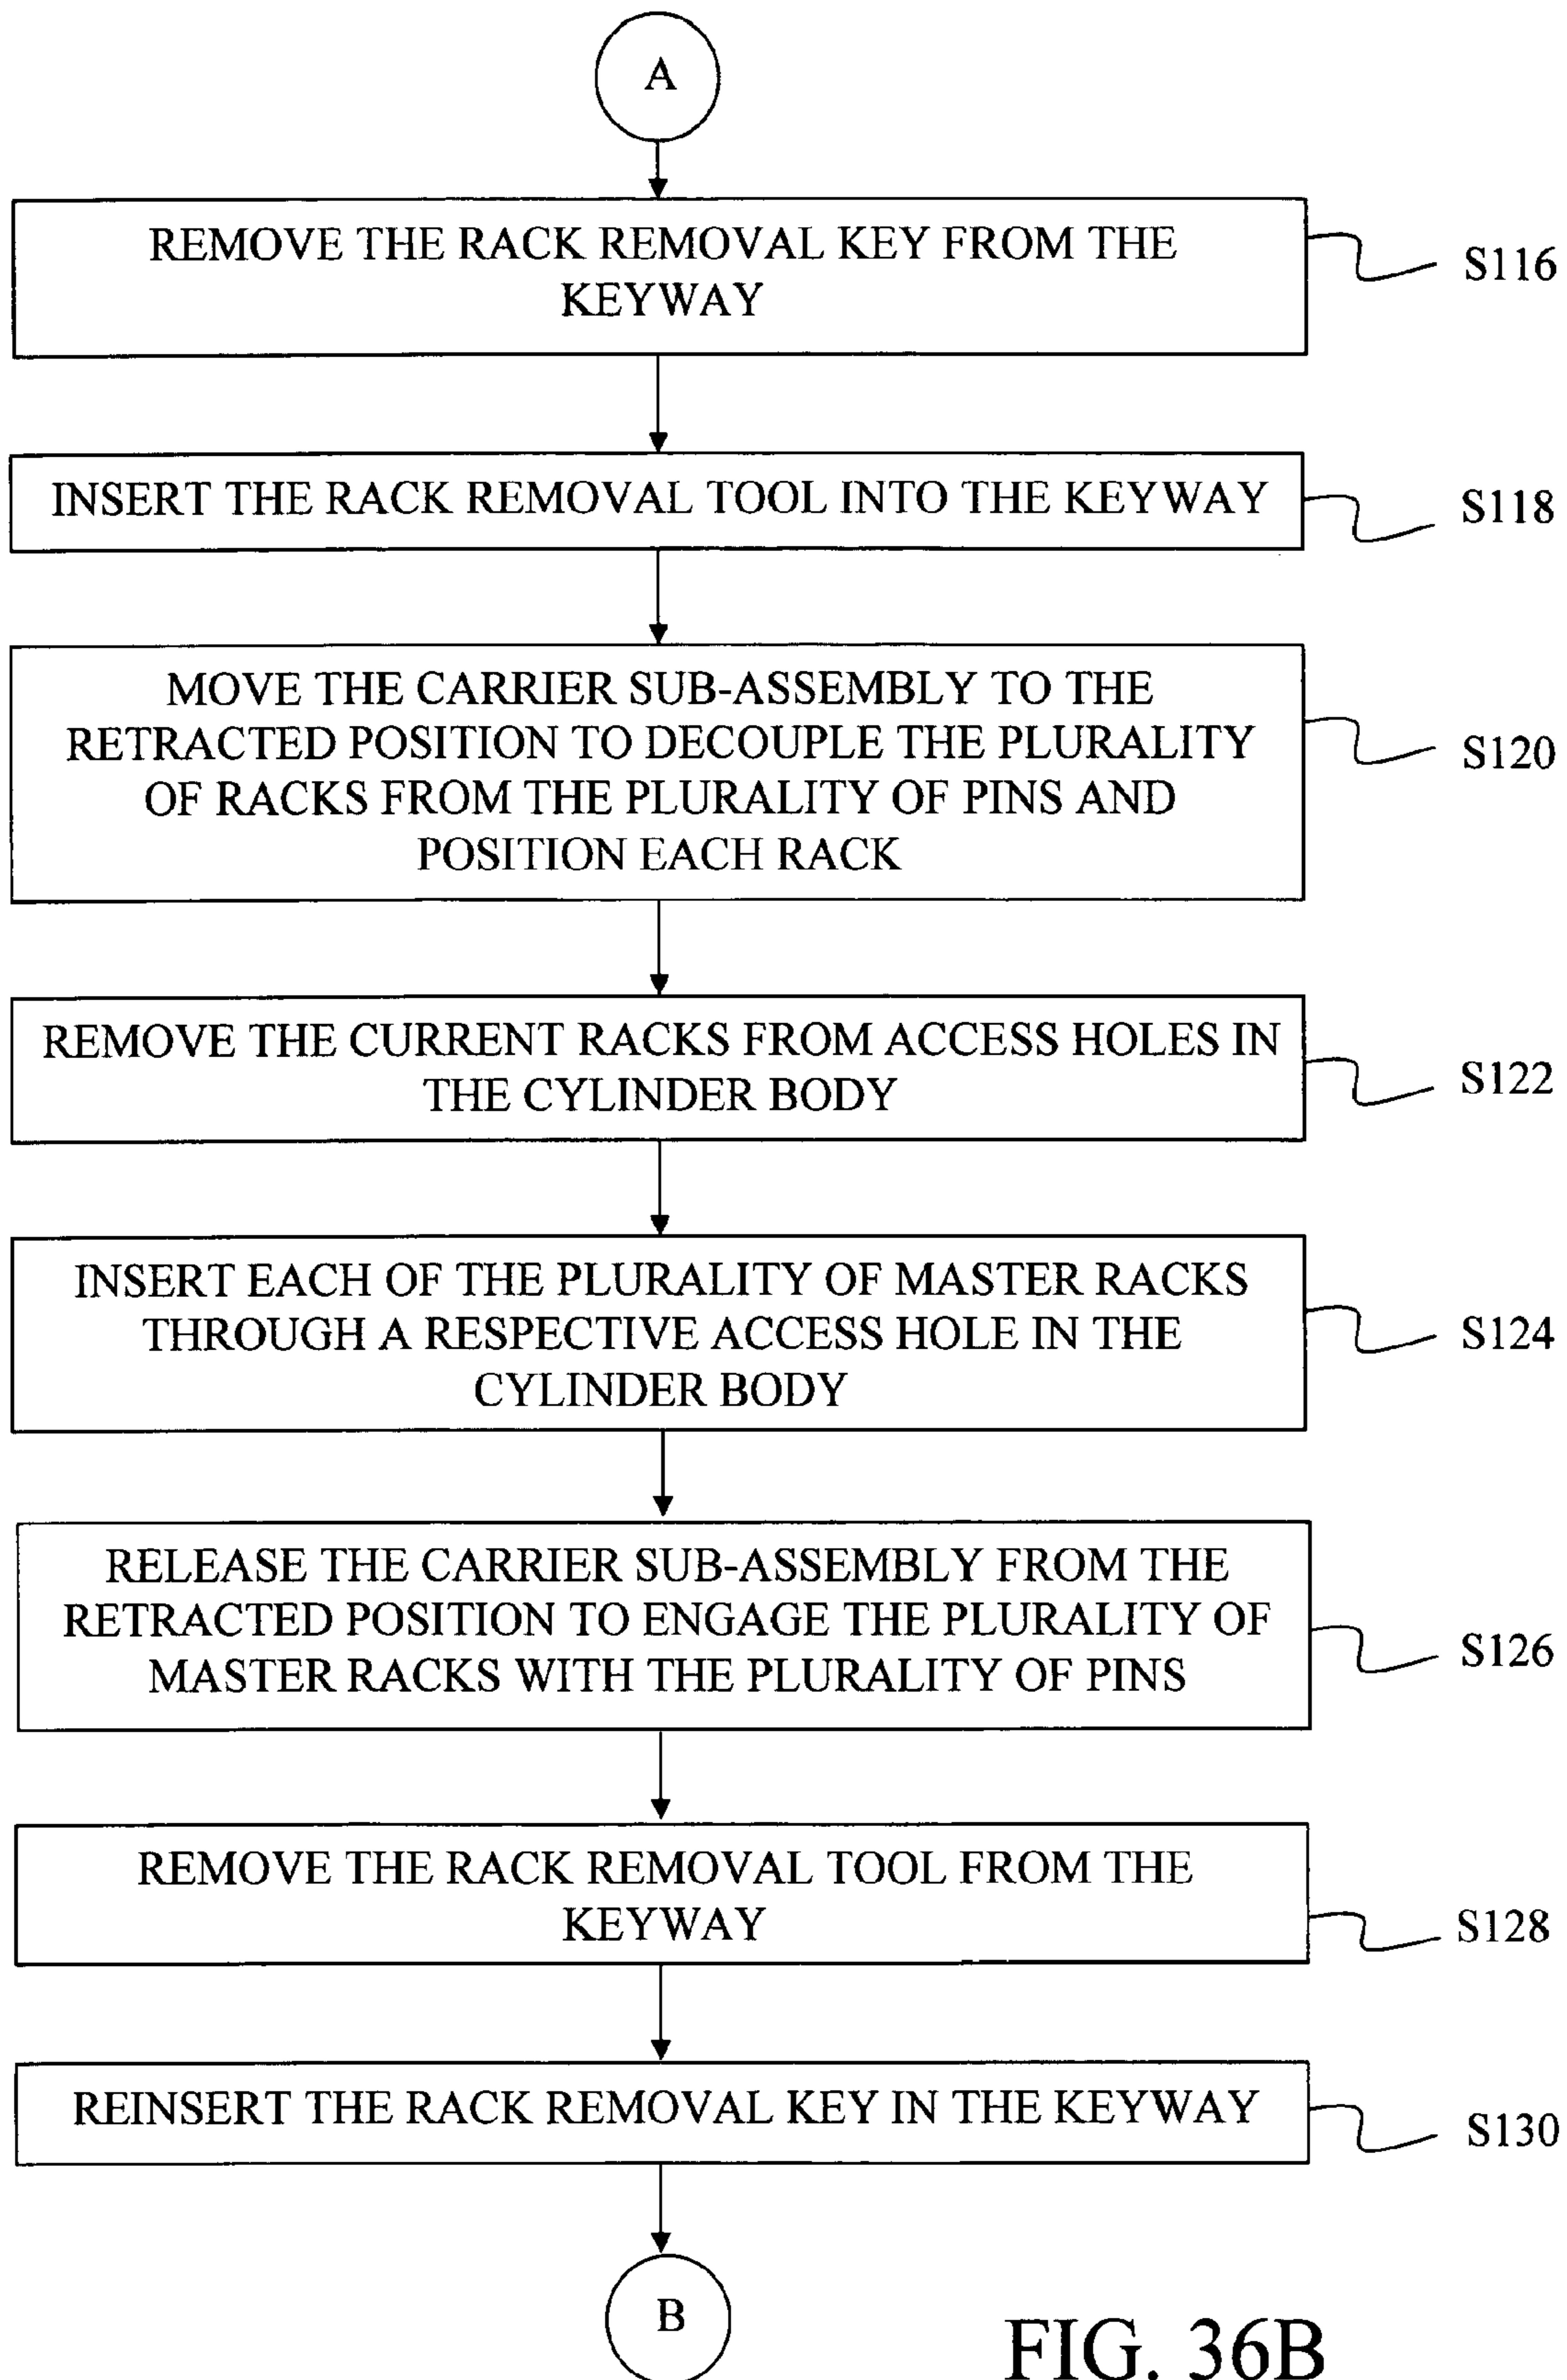 A
REMOVE THE RACK REMOVAL KEY FROM THE
KEYWAY
S116
INSERT THE RACK REMOVAL TOOL INTO THE KEYWAY
S118
MOVE THE CARRIER SUB-ASSEMBLY TO THE
RETRACTED POSITION TO DECOUPLE THE PLURALITY
OF RACKS FROM THE PLURALITY OF PINS AND
POSITION EACH RACK
S120
REMOVE THE CURRENT RACKS FROM ACCESS HOLES IN
THE CYLINDER BODY
S122
INSERT EACH OF THE PLURALITY OF MASTER RACKS
THROUGH A RESPECTIVE ACCESS HOLE IN THE
CYLINDER BODY
S124
RELEASE THE CARRIER SUB-ASSEMBLY FROM THE
RETRACTED POSITION TO ENGAGE THE PLURALITY OF
MASTER RACKS WITH THE PLURALITY OF PINS
S126
REMOVE THE RACK REMOVAL TOOL FROM THE
KEYWAY
S128
REINSERT THE RACK REMOVAL KEY IN THE KEYWAY
S130
B
FIG. 36B